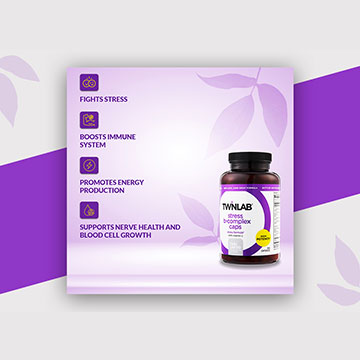 FIGHTS STRESS
BOOSTS IMMUNE
SYSTEM
PROMOTES ENERGY
PRODUCTION
SUPPORTS NERVE HEALTH AND
BLOOD CELL GROWTH
TWINLAB
stress
b-complex
caps